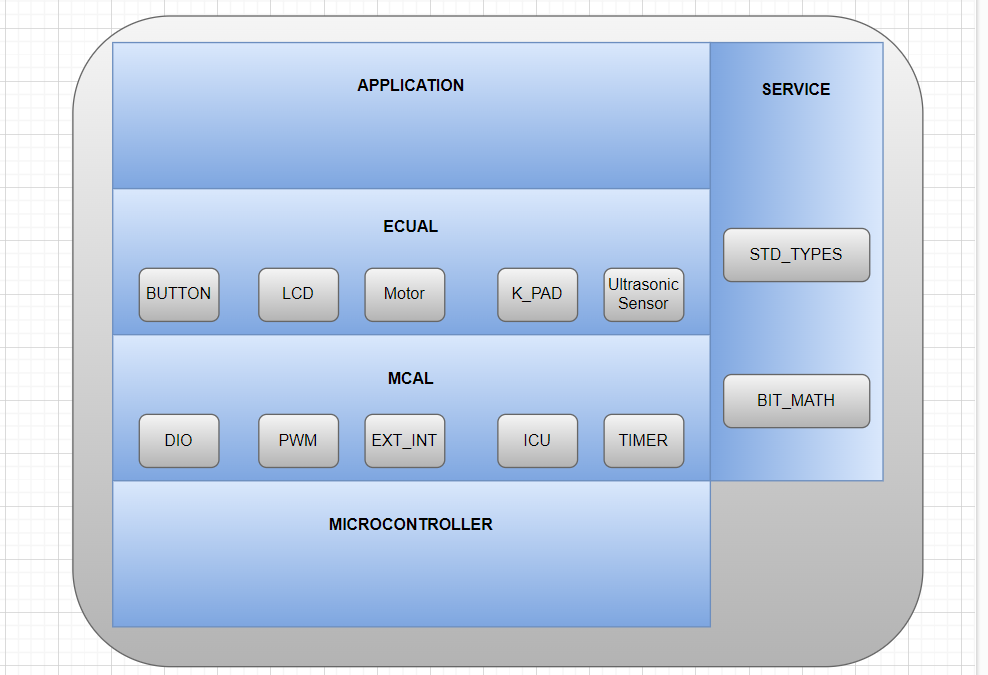 APPLICATION
SERVICE
ECUAL
STD_TYPES
BUTTON
LCD
Motor
K_PAD
Ultrasonic
Sensor
MCAL
BIT_MATH
DIO
PWM
EXT_INT
ICU
TIMER
MICROCONTROLLER